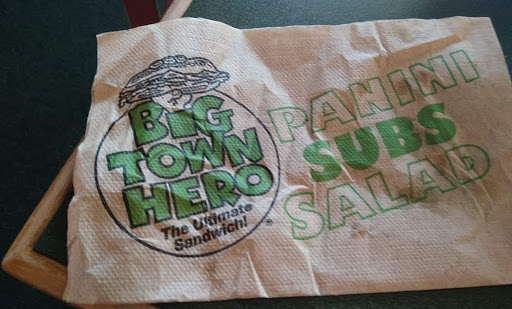 BIG
TOWN
HERO
The Ultimate
Sandwich!
®
PANINI
SUBS
SALAD